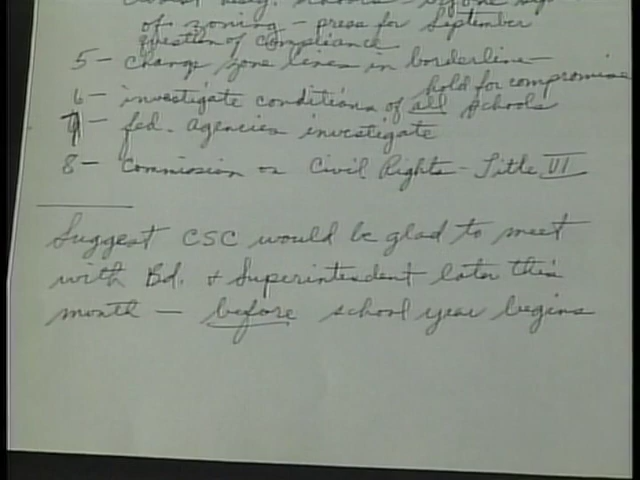 of zoning - press for September
question of compliance
5 - change zone lines in borderline -
hold for compromise
6 - investigate conditions of all schools
7 - fed. agencies investigate
8 - Commission on Civil Rights - Title VI
Suggest CSC would be glad to meet
with Bd. & Superintendent later this
month - before school year begins